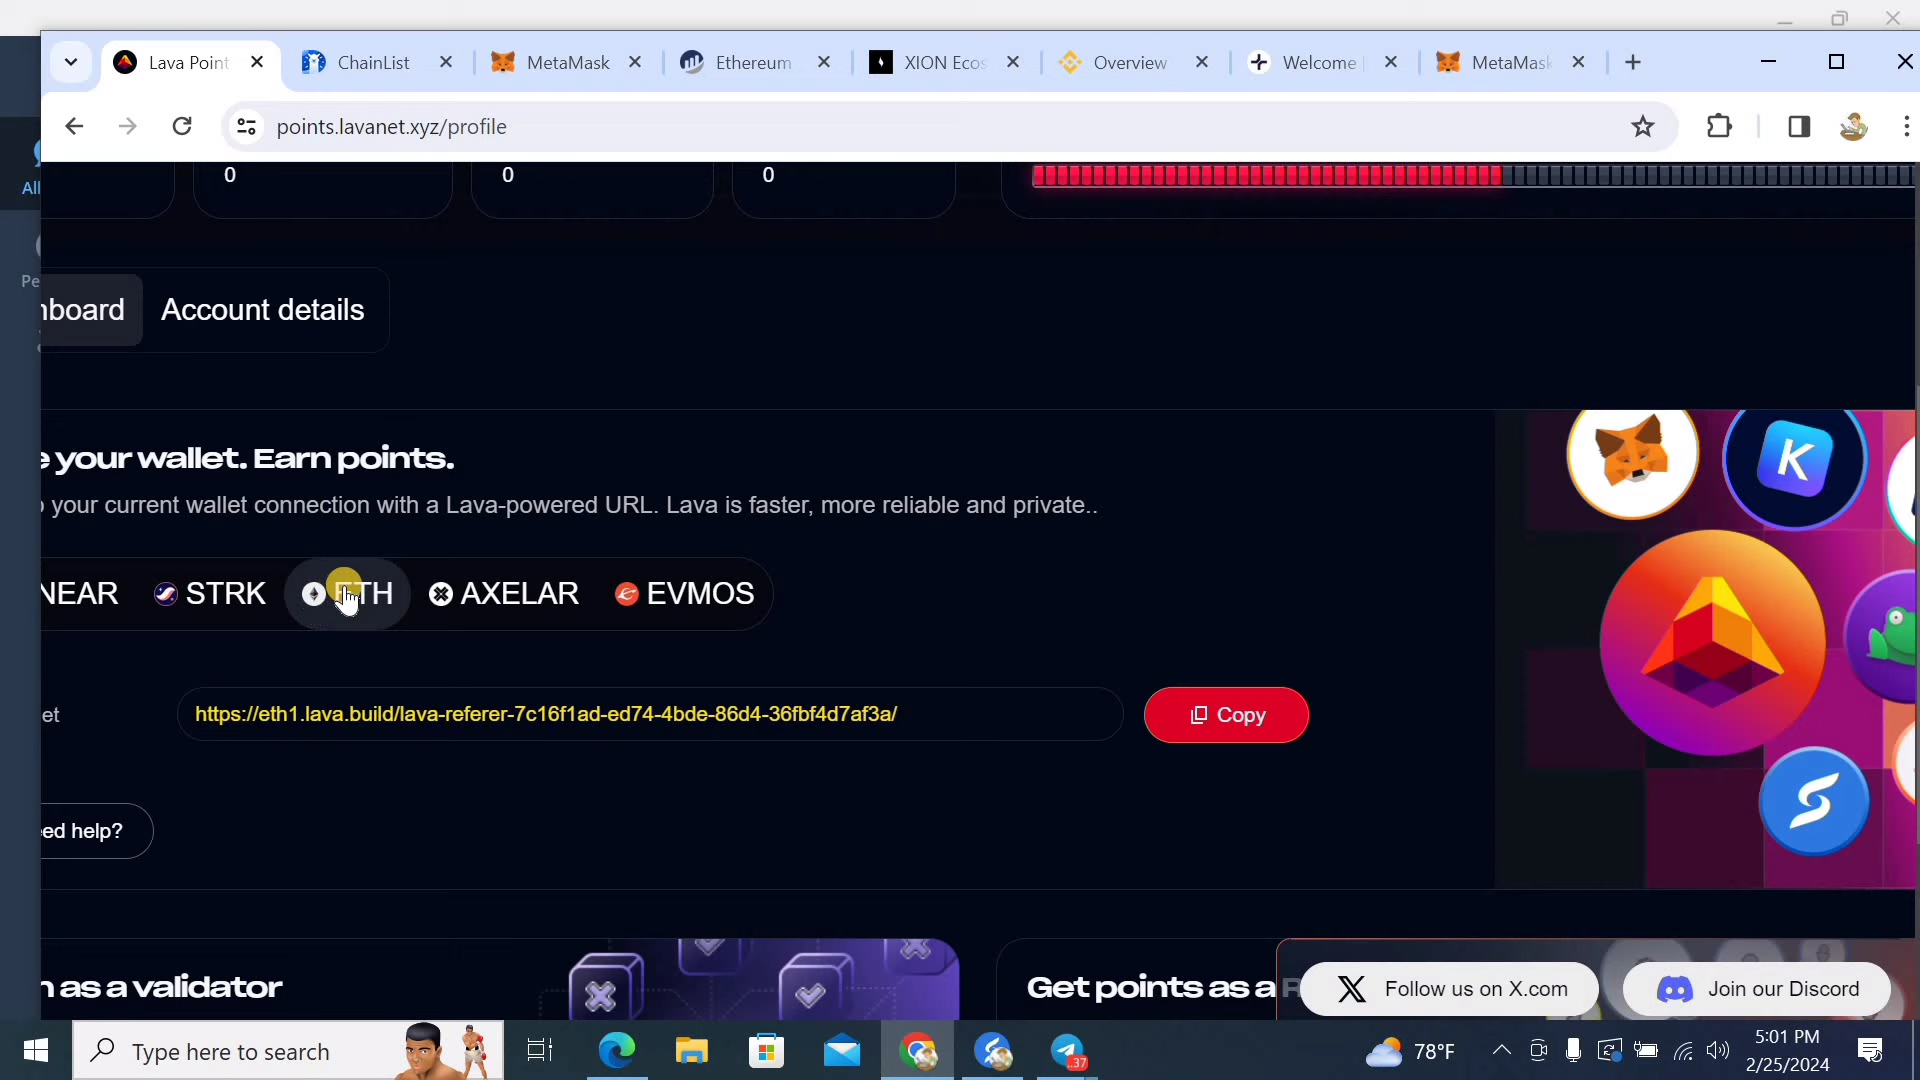 Lava Point
ChainList
MetaMask
Ethereum
XION Ecos
Overview
Welcome
MetaMask
points.lavanet.xyz/profile
0
0
0
All
Pe
board
Account details
e your wallet. Earn points.
your current wallet connection with a Lava-powered URL. Lava is faster, more reliable and private..
NEAR
STRK
ETH
AXELAR
EVMOS
et
https://eth1.lava.build/lava-referer-7c16f1ad-ed74-4bde-86d4-36fbf4d7af3a/
Copy
eed help?
n as a validator
Get points as a R
Follow us on X.com
Join our Discord
Type here to search
37
78°F
5:01 PM
2/25/2024